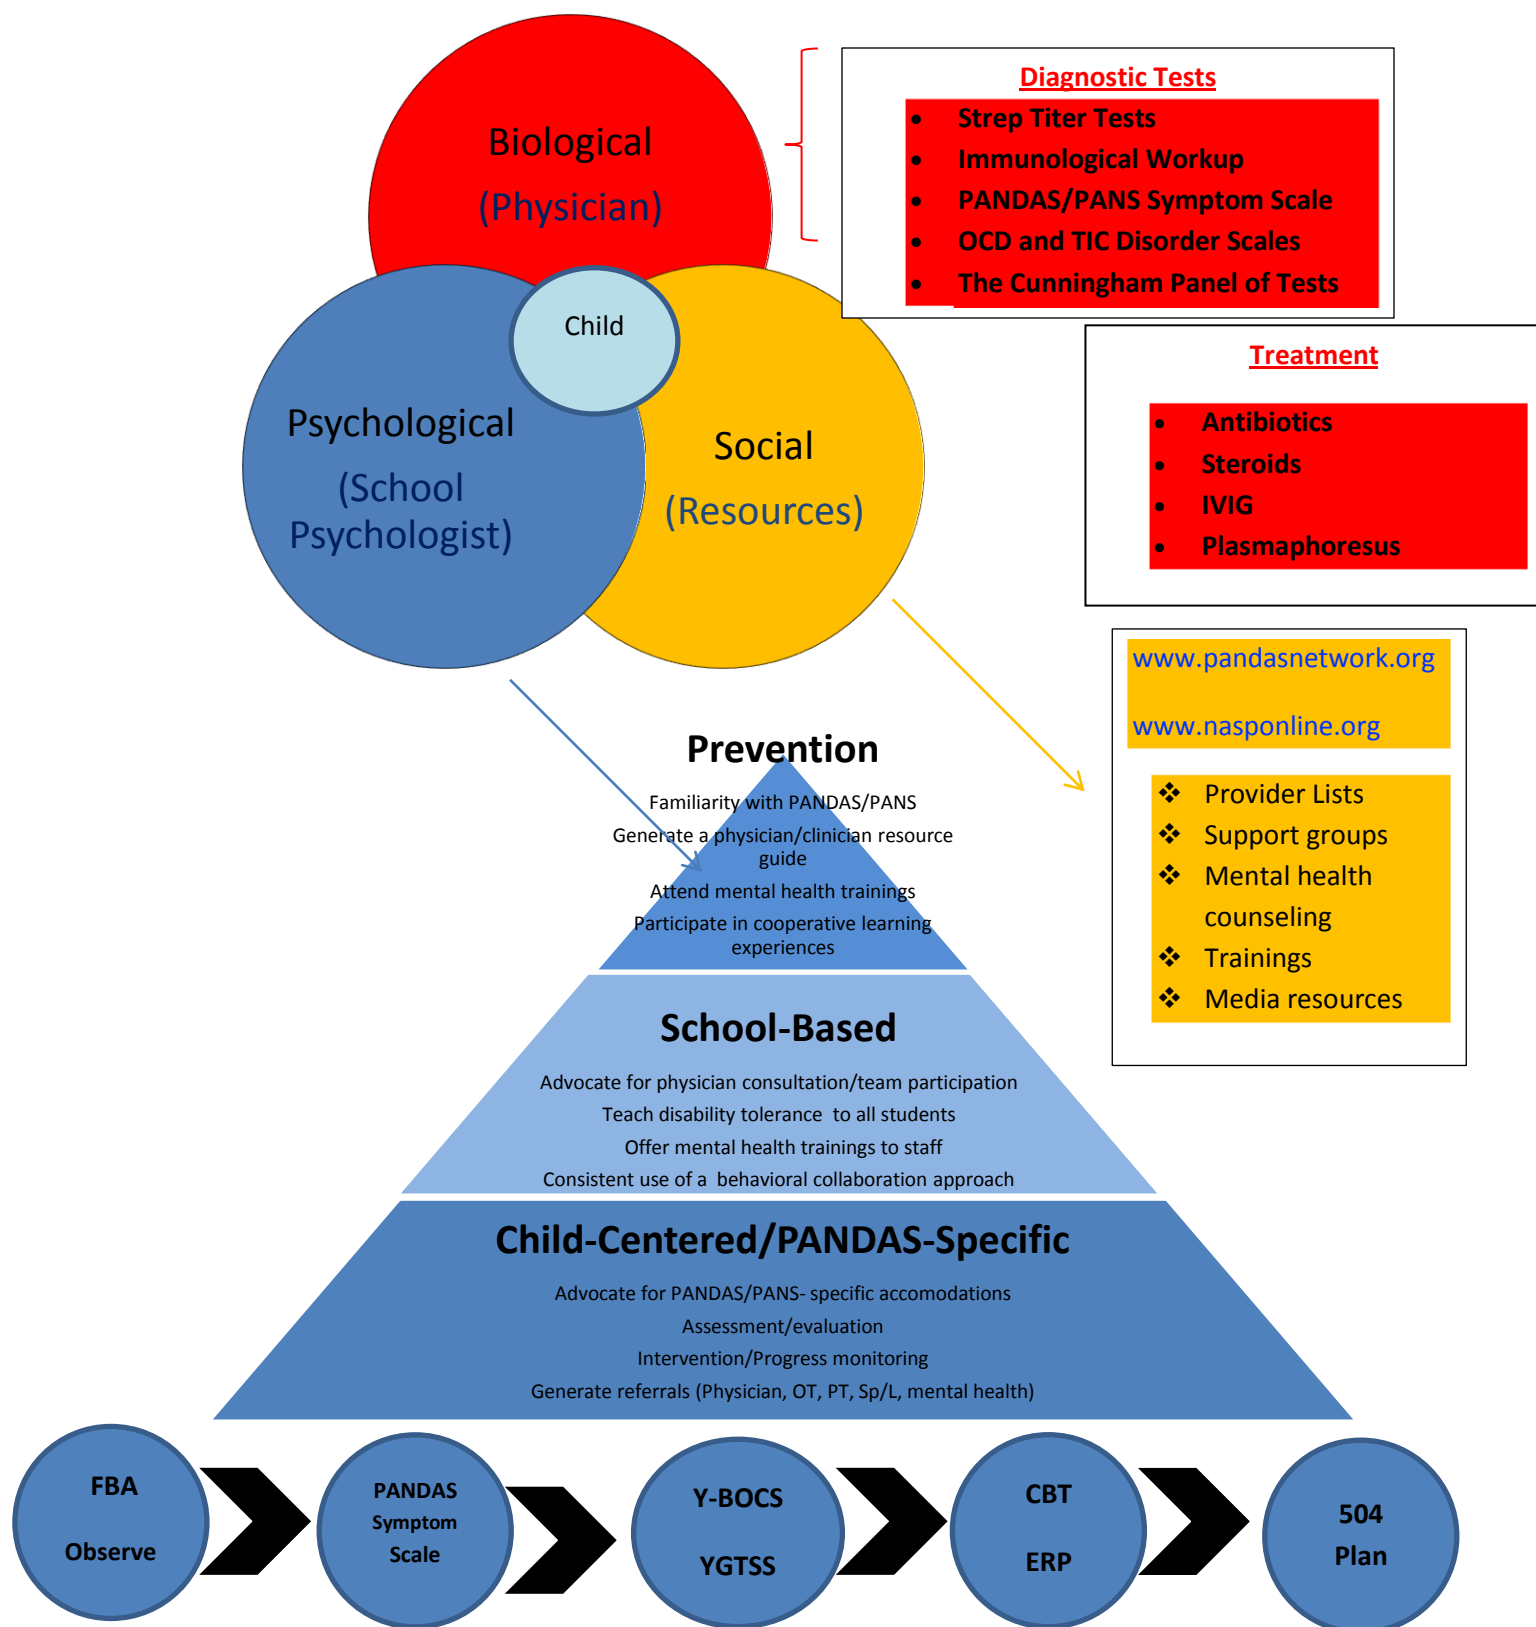 Biological
(Physician)
Child
Psychological
(School
Psychologist)
Social
(Resources)
Diagnostic Tests
• Strep Titer Tests
• Immunological Workup
• PANDAS/PANS Symptom Scale
• OCD and TIC Disorder Scales
• The Cunningham Panel of Tests
Treatment
• Antibiotics
• Steroids
• IVIG
• Plasmaphoresus
www.pandasnetwork.org
www.nasponline.org
❖ Provider Lists
❖ Support groups
❖ Mental health
counseling
❖ Trainings
❖ Media resources
Prevention
Familiarity with PANDAS/PANS
Generate a physician/clinician resource
guide
Attend mental health trainings
Participate in cooperative learning
experiences
School-Based
Advocate for physician consultation/team participation
Teach disability tolerance to all students
Offer mental health trainings to staff
Consistent use of a behavioral collaboration approach
Child-Centered/PANDAS-Specific
Advocate for PANDAS/PANS- specific accomodations
Assessment/evaluation
Intervention/Progress monitoring
Generate referrals (Physician, OT, PT, Sp/L, mental health)
FBA
Observe
PANDAS
Symptom
Scale
Y-BOCS
YGTSS
CBT
ERP
504
Plan